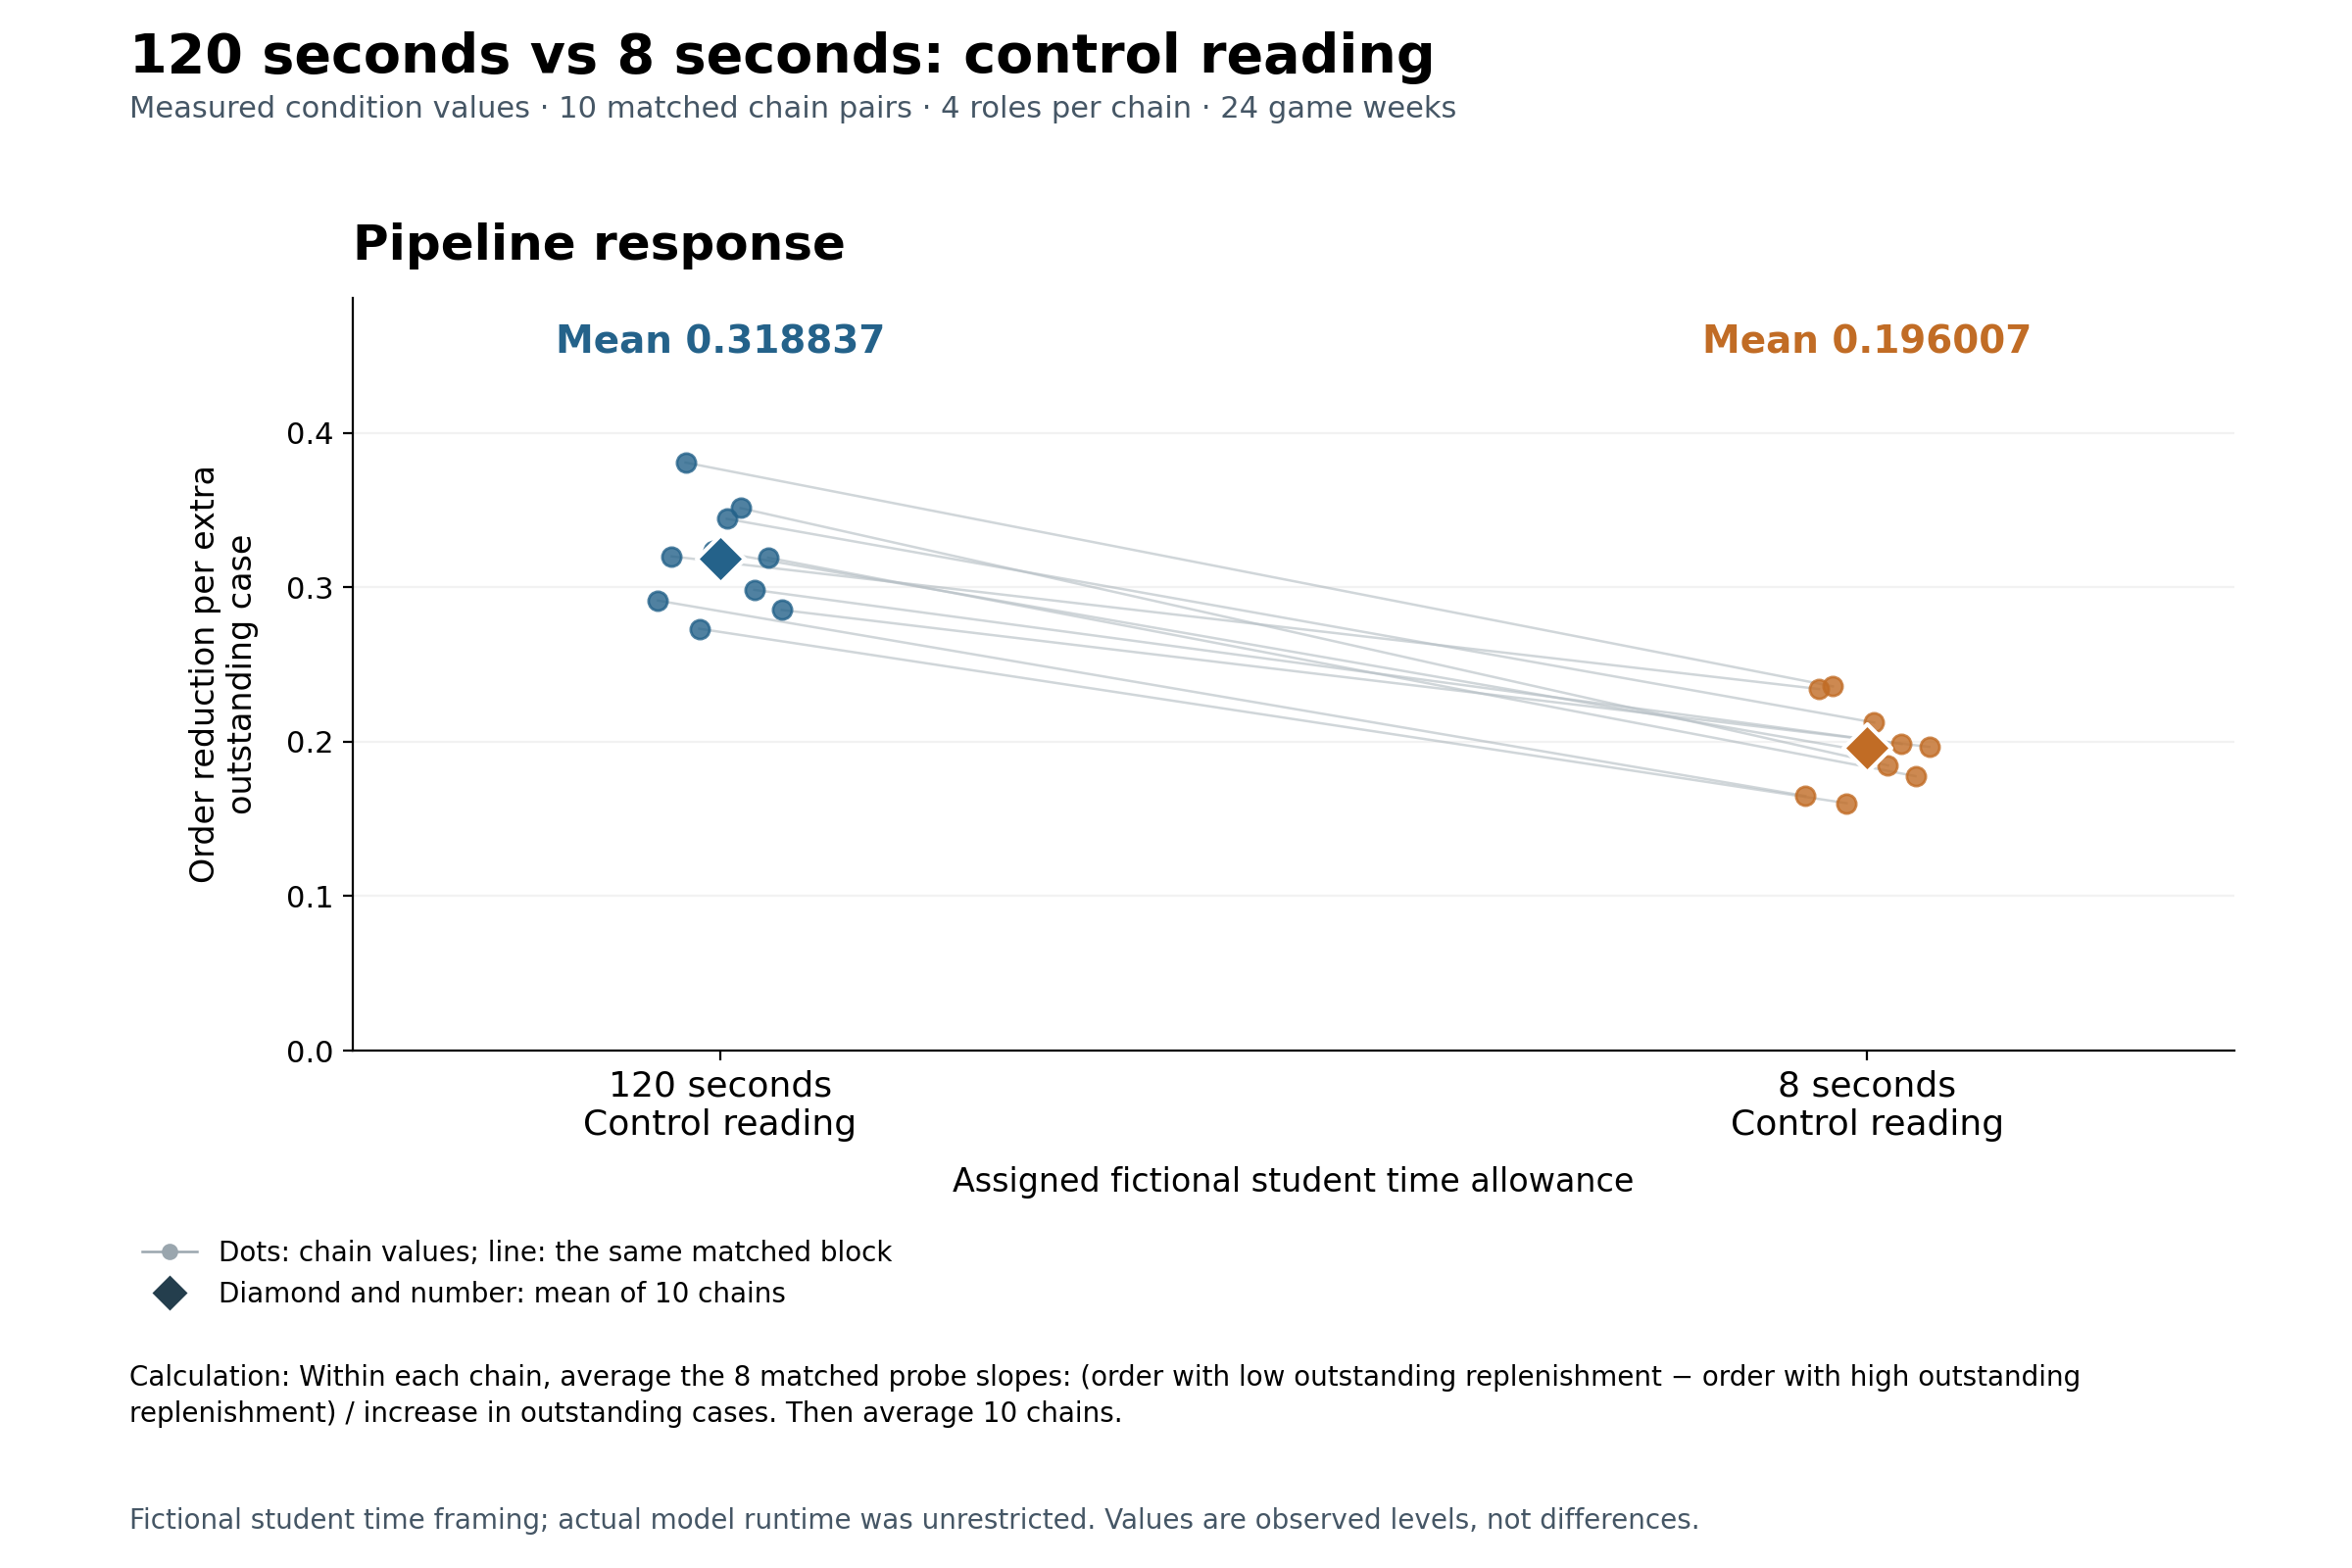 120 seconds vs 8 seconds: control reading
Measured condition values · 10 matched chain pairs · 4 roles per chain · 24 game weeks
Pipeline response
Mean 0.318837
Mean 0.196007
Order reduction per extra
outstanding case
0.4
0.3
0.2
0.1
0.0
120 seconds
Control reading
8 seconds
Control reading
Assigned fictional student time allowance
Dots: chain values; line: the same matched block
Diamond and number: mean of 10 chains
Calculation: Within each chain, average the 8 matched probe slopes: (order with low outstanding replenishment − order with high outstanding
replenishment) / increase in outstanding cases. Then average 10 chains.
Fictional student time framing; actual model runtime was unrestricted. Values are observed levels, not differences.